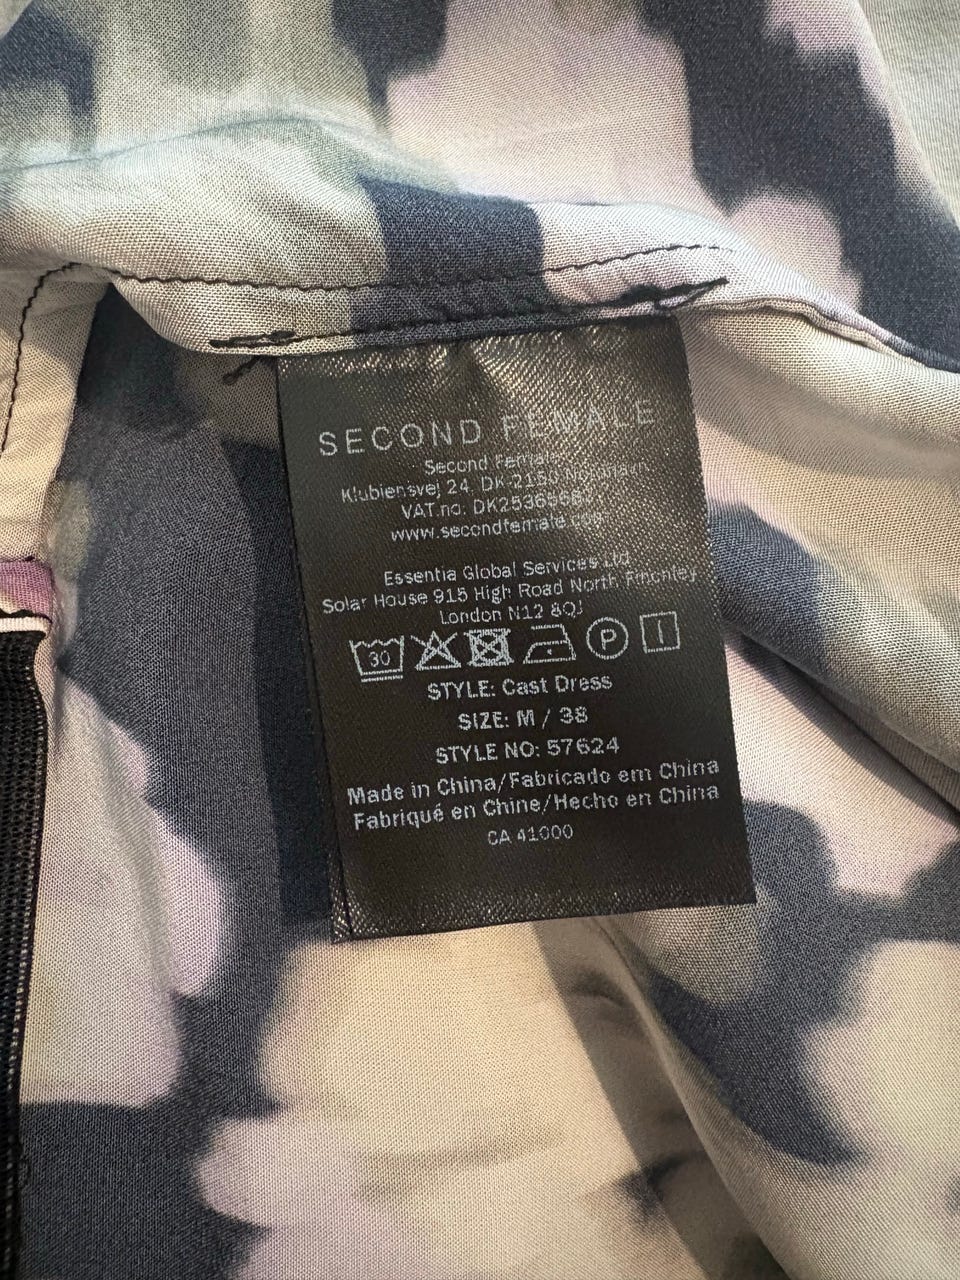 SECOND FEMALE
Second Female
Klubiensvej 24, DK-2150
VAT.no.
www.secondfemale.com
Essentia Global Services Ltd
Solar House 915 High Road North Finchley
London N12 8QJ
30 P
STYLE: Cast Dress
SIZE: M / 38
STYLE NO: 57624
Made in China/Fabricado em China
Fabriqué en Chine/Hecho en China
CA 41000